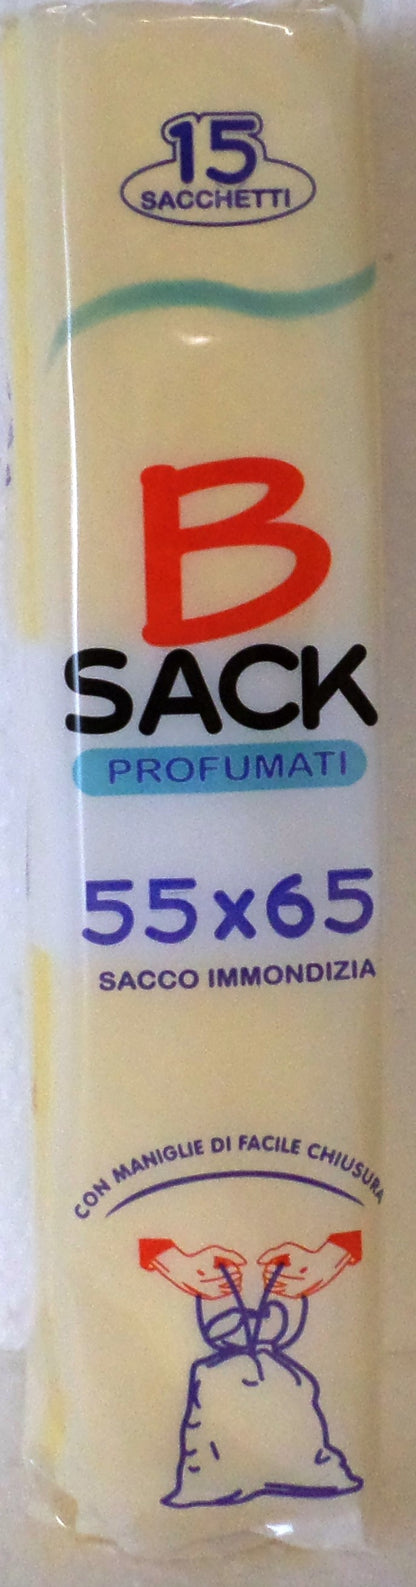 15
SACCHETTI
B
SACK
PROFUMATI
55x65
SACCO IMMONDIZIA
CON MANIGLIE DI FACILE CHIUSURA